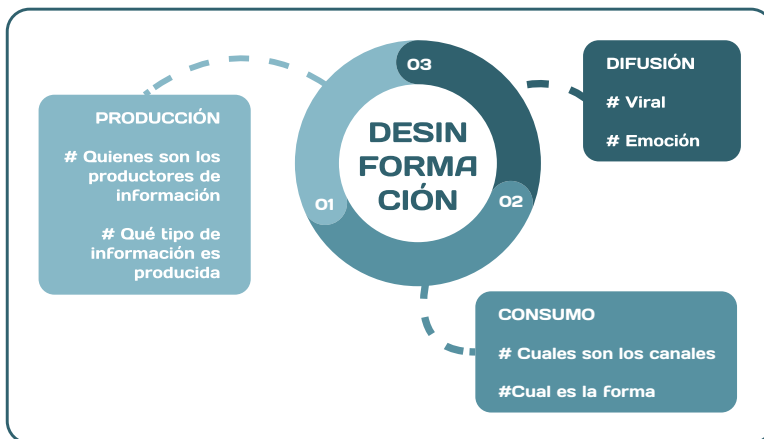 PRODUCCIÓN
# Quienes son los
productores de
información
# Qué tipo de
información es
producida
03
DESIN
FORMA
CIÓN
01
02
DIFUSIÓN
# Viral
# Emoción
CONSUMO
# Cuales son los canales
#Cual es la forma